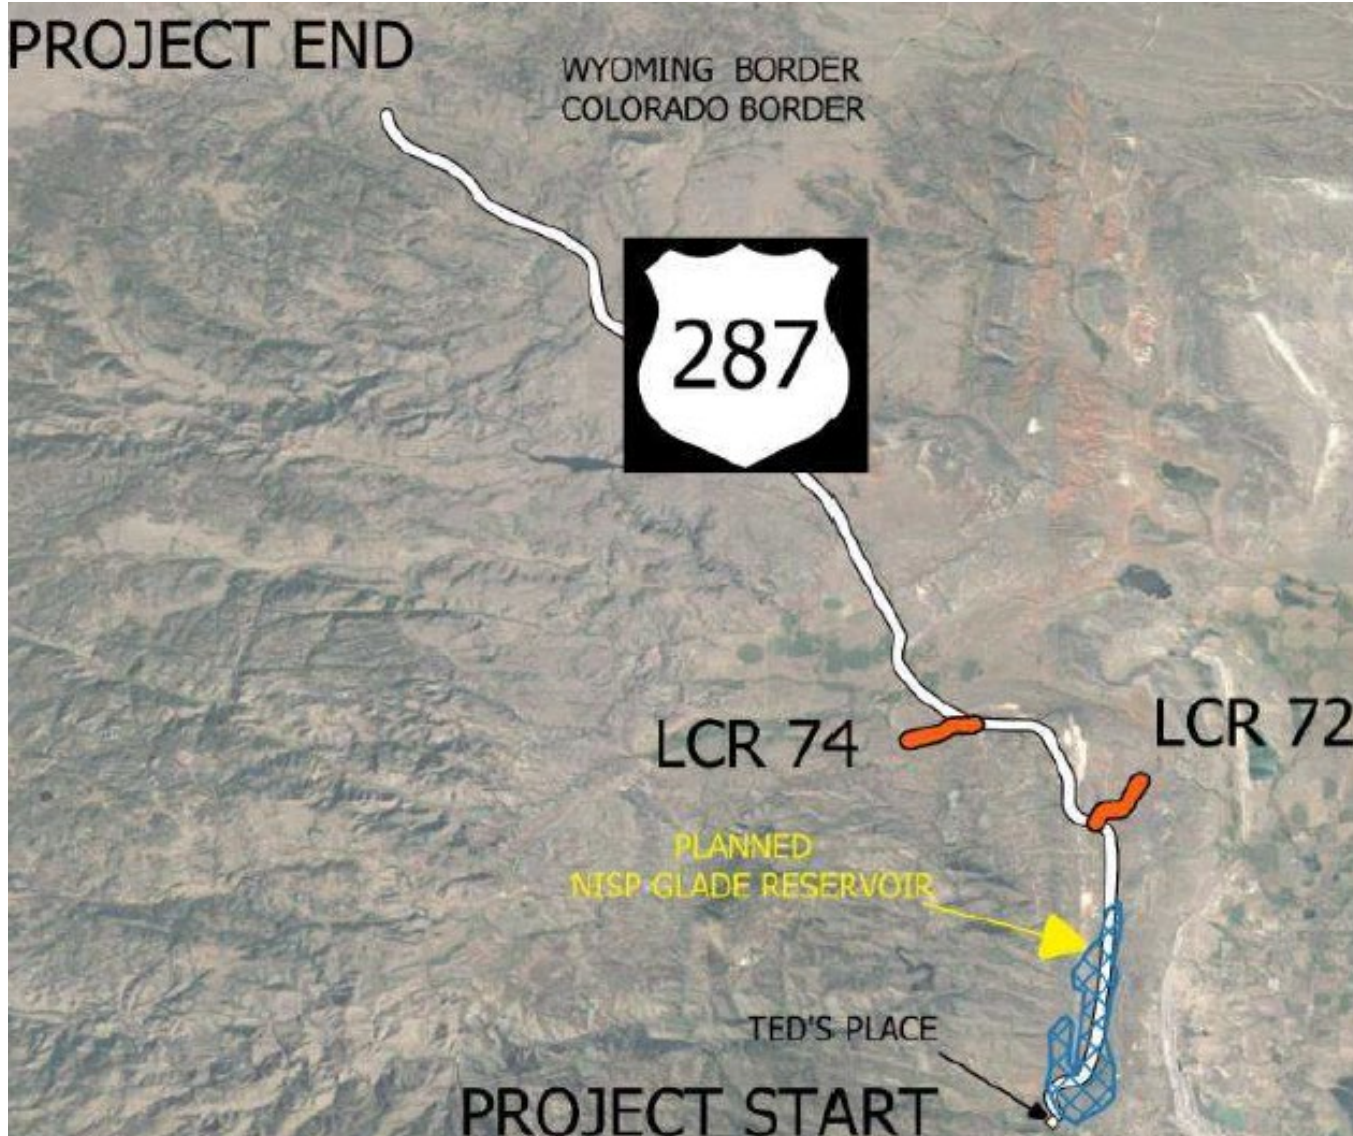 PROJECT END
WYOMING BORDER
COLORADO BORDER
287
LCR 74
LCR 72
PLANNED
NISP GLADE RESERVOIR
TED'S PLACE
PROJECT START